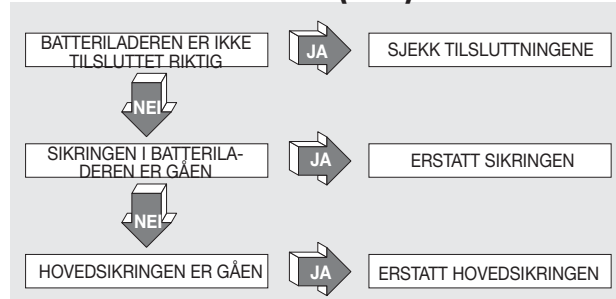 BATTERILADEREN ER IKKE
TILSLUTTET RIKTIG
JA
SJEKK TILSLUTTNINGENE
NEI
SIKRINGEN I BATTERILA-
DEREN ER GÅEN
JA
ERSTATT SIKRINGEN
NEI
HOVEDSIKRINGEN ER GÅEN
JA
ERSTATT HOVEDSIKRINGEN